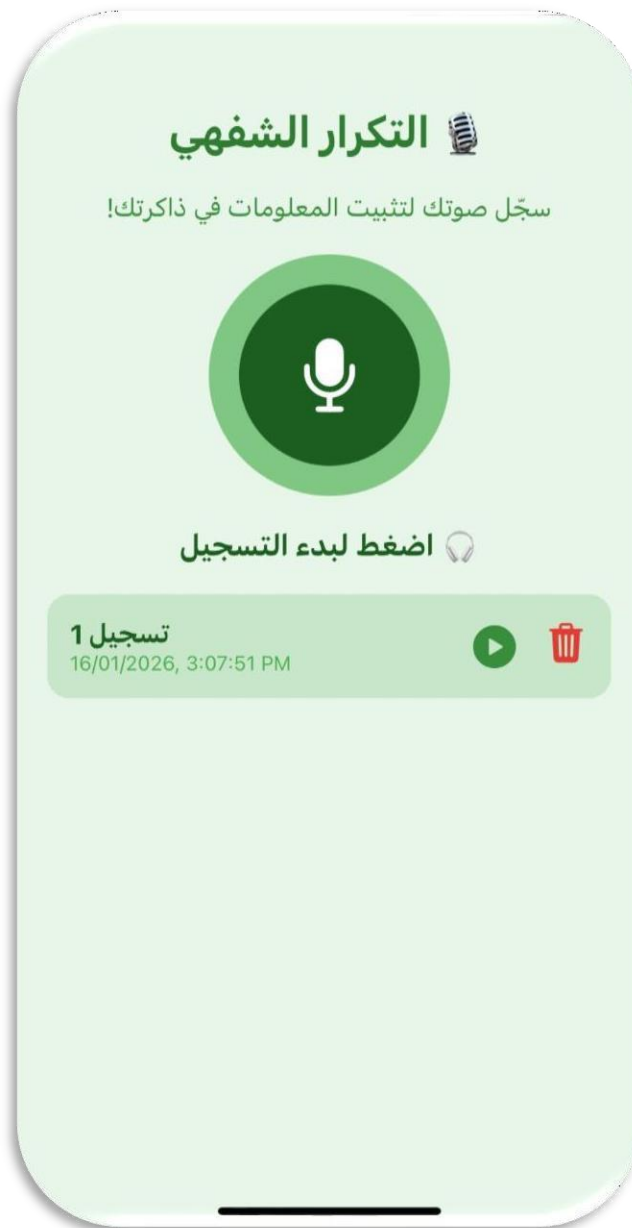 🎙️ التكرار الشفهي
سجّل صوتك لتثبيت المعلومات في ذاكرتك!
🎧 اضغط لبدء التسجيل
تسجيل 1
16/01/2026, 3:07:51 PM